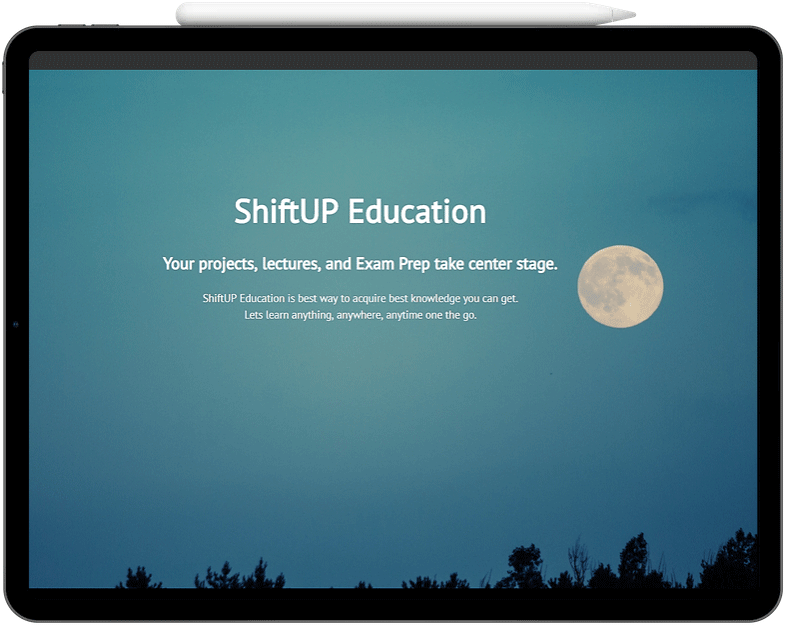 ShiftUP Education
Your projects, lectures, and Exam Prep take center stage.
ShiftUP Education is best way to acquire best knowledge you can get.
Lets learn anything, anywhere, anytime one the go.